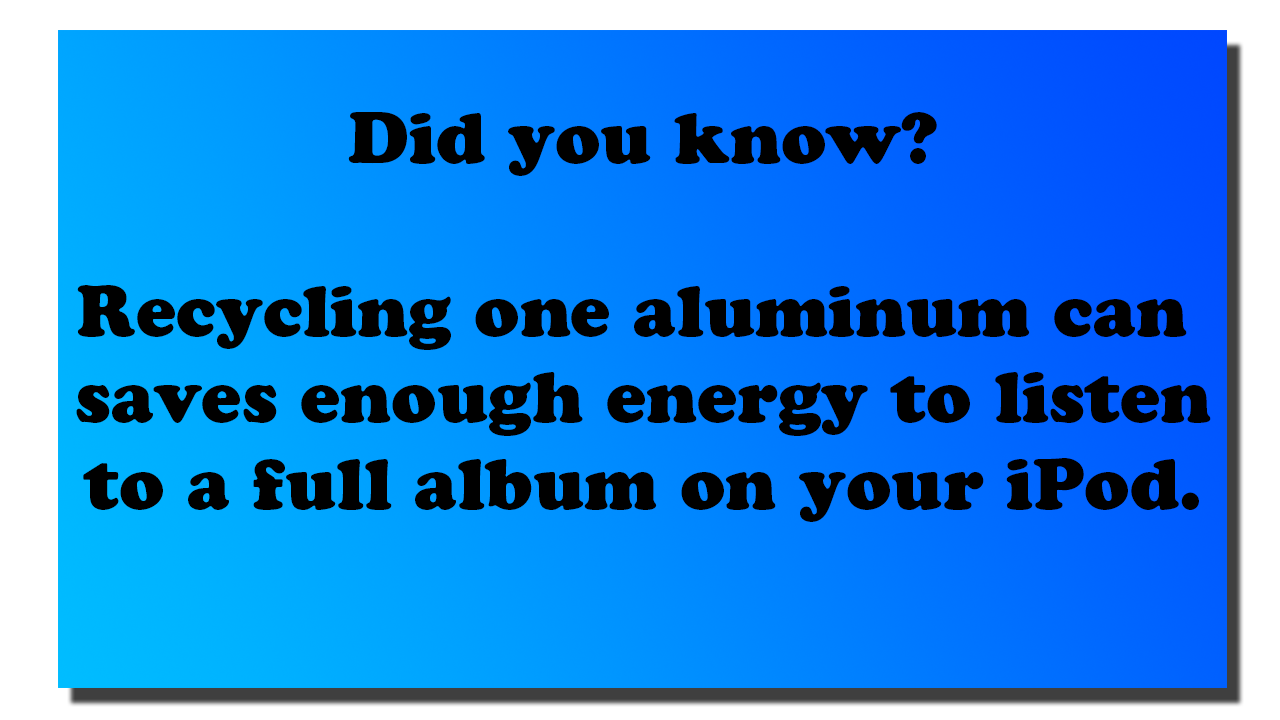 Did you know?
Recycling one aluminum can
saves enough energy to listen
to a full album on your iPod.